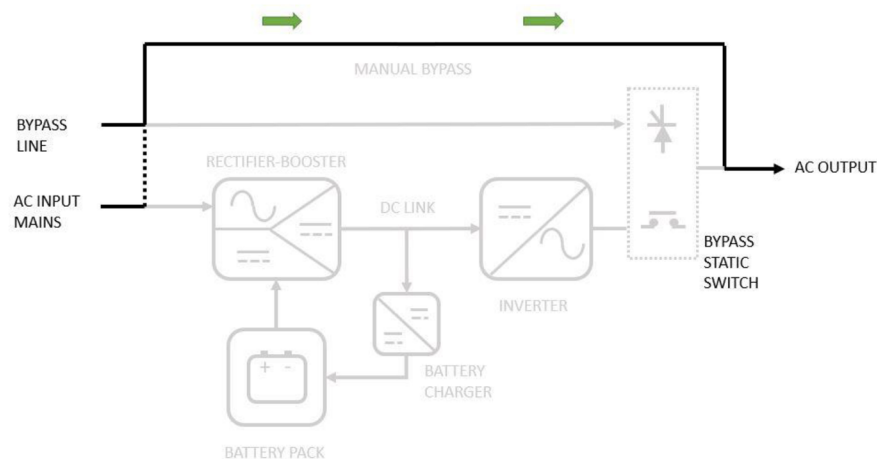 MANUAL BYPASS
BYPASS
LINE
RECTIFIER-BOOSTER
AC OUTPUT
AC INPUT
MAINS
DC LINK
BYPASS
STATIC
SWITCH
INVERTER
+ -
BATTERY
CHARGER
BATTERY PACK